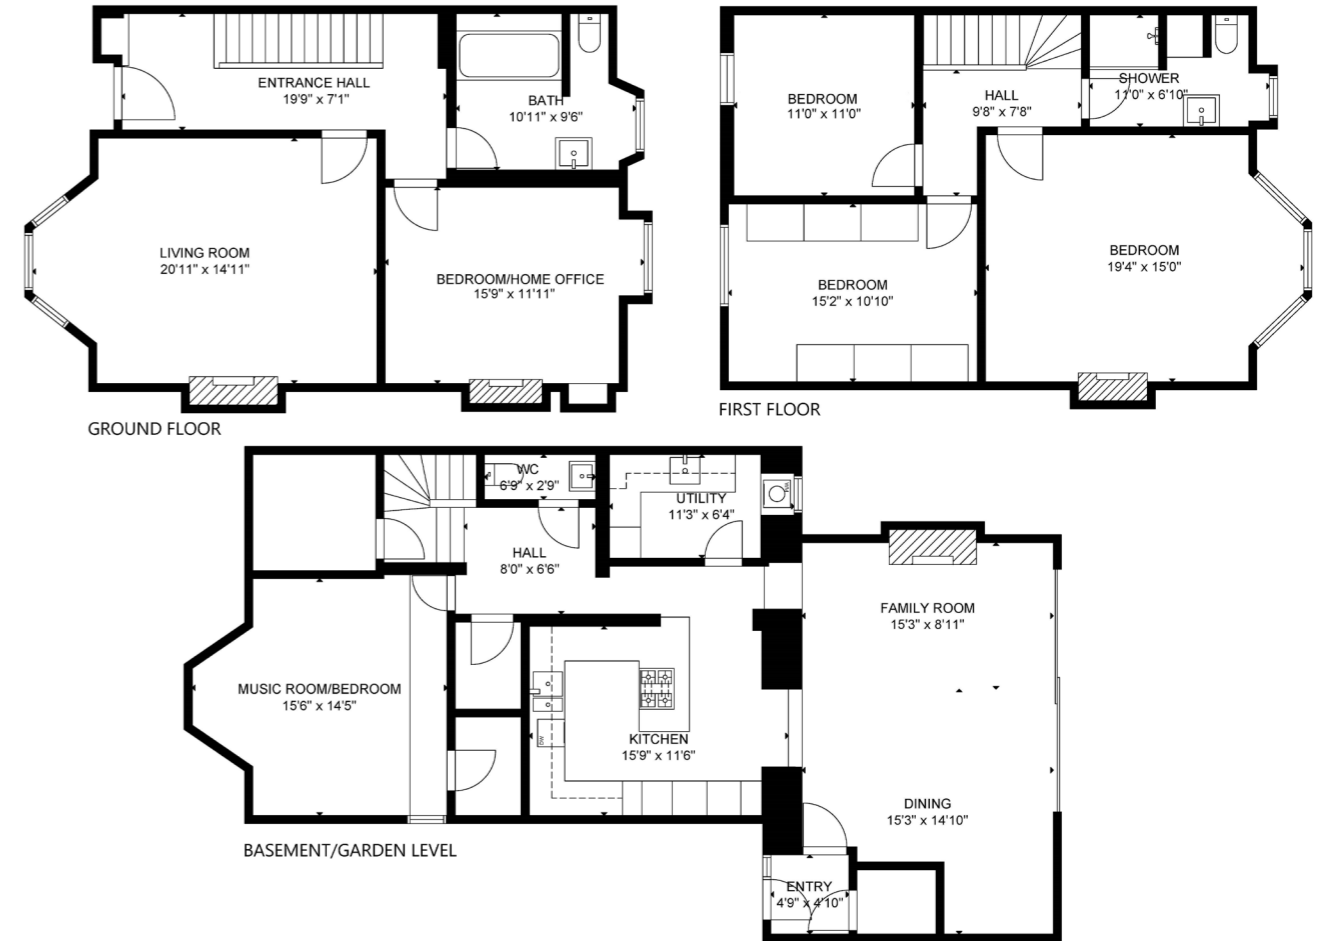 ENTRANCE HALL
19'9" x 7'1"
BATH
10'11" x 9'6"
LIVING ROOM
20'11" x 14'11"
BEDROOM/HOME OFFICE
15'9" x 11'11"
GROUND FLOOR
BEDROOM
11'0" x 11'0"
HALL
9'8" x 7'8"
SHOWER
11'0" x 6'10"
BEDROOM
15'2" x 10'10"
BEDROOM
19'4" x 15'0"
FIRST FLOOR
WC
6'9" x 2'9"
UTILITY
11'3" x 6'4"
HALL
8'0" x 6'6"
MUSIC ROOM/BEDROOM
15'6" x 14'5"
DW
KITCHEN
15'9" x 11'6"
FAMILY ROOM
15'3" x 8'11"
DINING
15'3" x 14'10"
ENTRY
4'9" x 4'10"
BASEMENT/GARDEN LEVEL